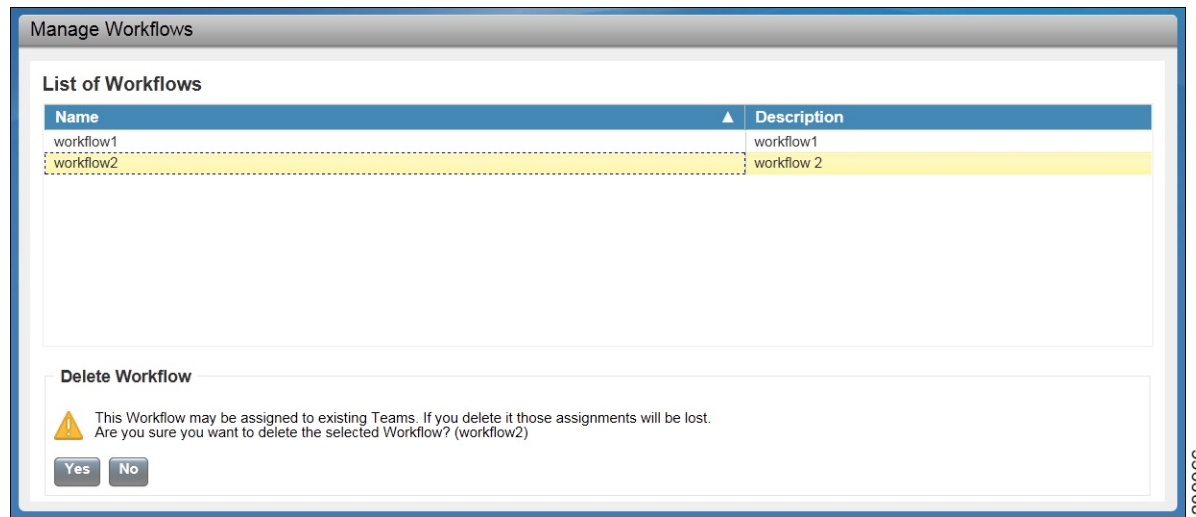 Manage Workflows
List of Workflows
Name ▲ Description
workflow1 workflow1
workflow2 workflow 2
Delete Workflow
This Workflow may be assigned to existing Teams. If you delete it those assignments will be lost.
Are you sure you want to delete the selected Workflow? (workflow2)
Yes No